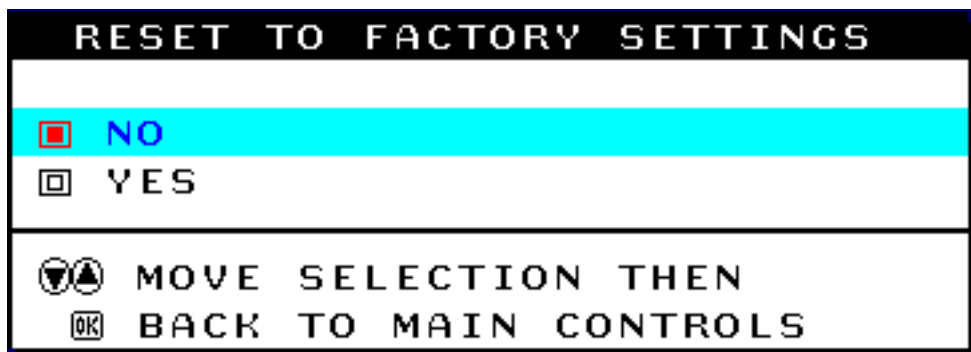 RESET TO FACTORY SETTINGS
NO
YES
MOVE SELECTION THEN
OK BACK TO MAIN CONTROLS